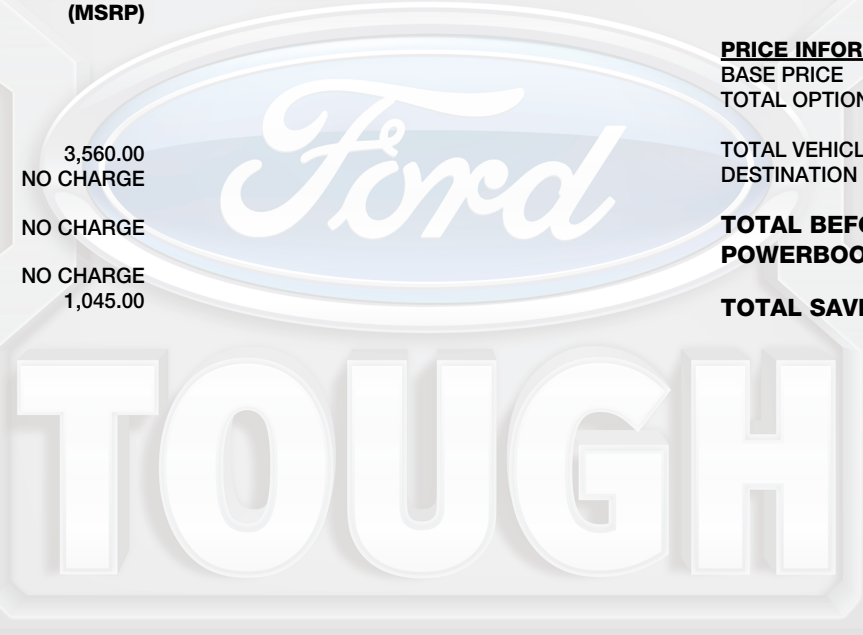 (MSRP)
3,560.00
NO CHARGE
NO CHARGE
NO CHARGE
1,045.00
PRICE INFOR
BASE PRICE
TOTAL OPTION
TOTAL VEHICL
DESTINATION
TOTAL BEFO
POWERBOO
TOTAL SAVI
Ford
TOUGH